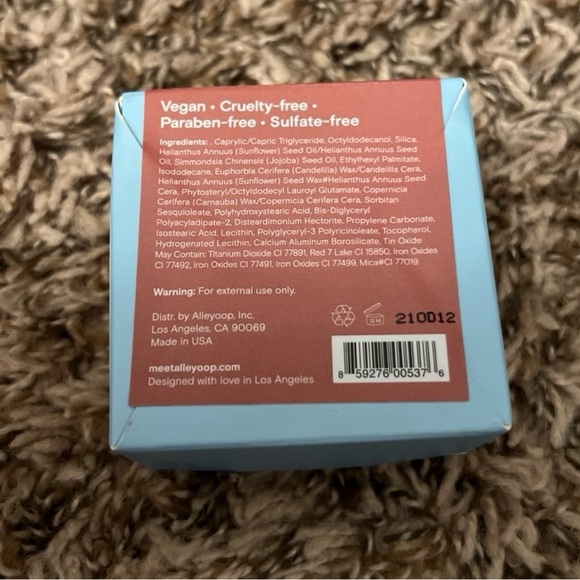 Vegan • Cruelty-free •
Paraben-free • Sulfate-free
Ingredients: . Caprylic/Capric Triglyceride, Octyldodecanol, Silica,
Helianthus Annuus (Sunflower) Seed Oil/Helianthus Annuus Seed
Oil, Simmondsia Chinensis (Jojoba) Seed Oil, Ethylhexyl Palmitate,
Isododecane, Euphorbia Cerifera (Candelilla) Wax/Candelilla Cera,
Helianthus Annuus (Sunflower) Seed Wax#Helianthus Annuus Seed
Cera, Phytosteryl/Octyldodecyl Lauroyl Glutamate, Copernicia
Cerifera (Carnauba) Wax/Copernicia Cerifera Cera, Sorbitan
Sesquioleate, Polyhydroxystearic Acid, Bis-Diglyceryl
Polyacyladipate-2, Disteardimonium Hectorite, Propylene Carbonate,
Isostearic Acid, Lecithin, Polyglyceryl-3 Polyricinoleate, Tocopherol,
Hydrogenated Lecithin, Calcium Aluminum Borosilicate, Tin Oxide
May Contain: Titanium Dioxide CI 77891, Red 7 Lake CI 15850, Iron Oxides
CI 77492, Iron Oxides CI 77491, Iron Oxides CI 77499, Mica#CI 77019
Warning: For external use only.
Distr. by Alleyoop, Inc.
Los Angeles, CA 90069
Made in USA
12 M
210D12
meetalleyoop.com
Designed with love in Los Angeles
8 59276 00537 6